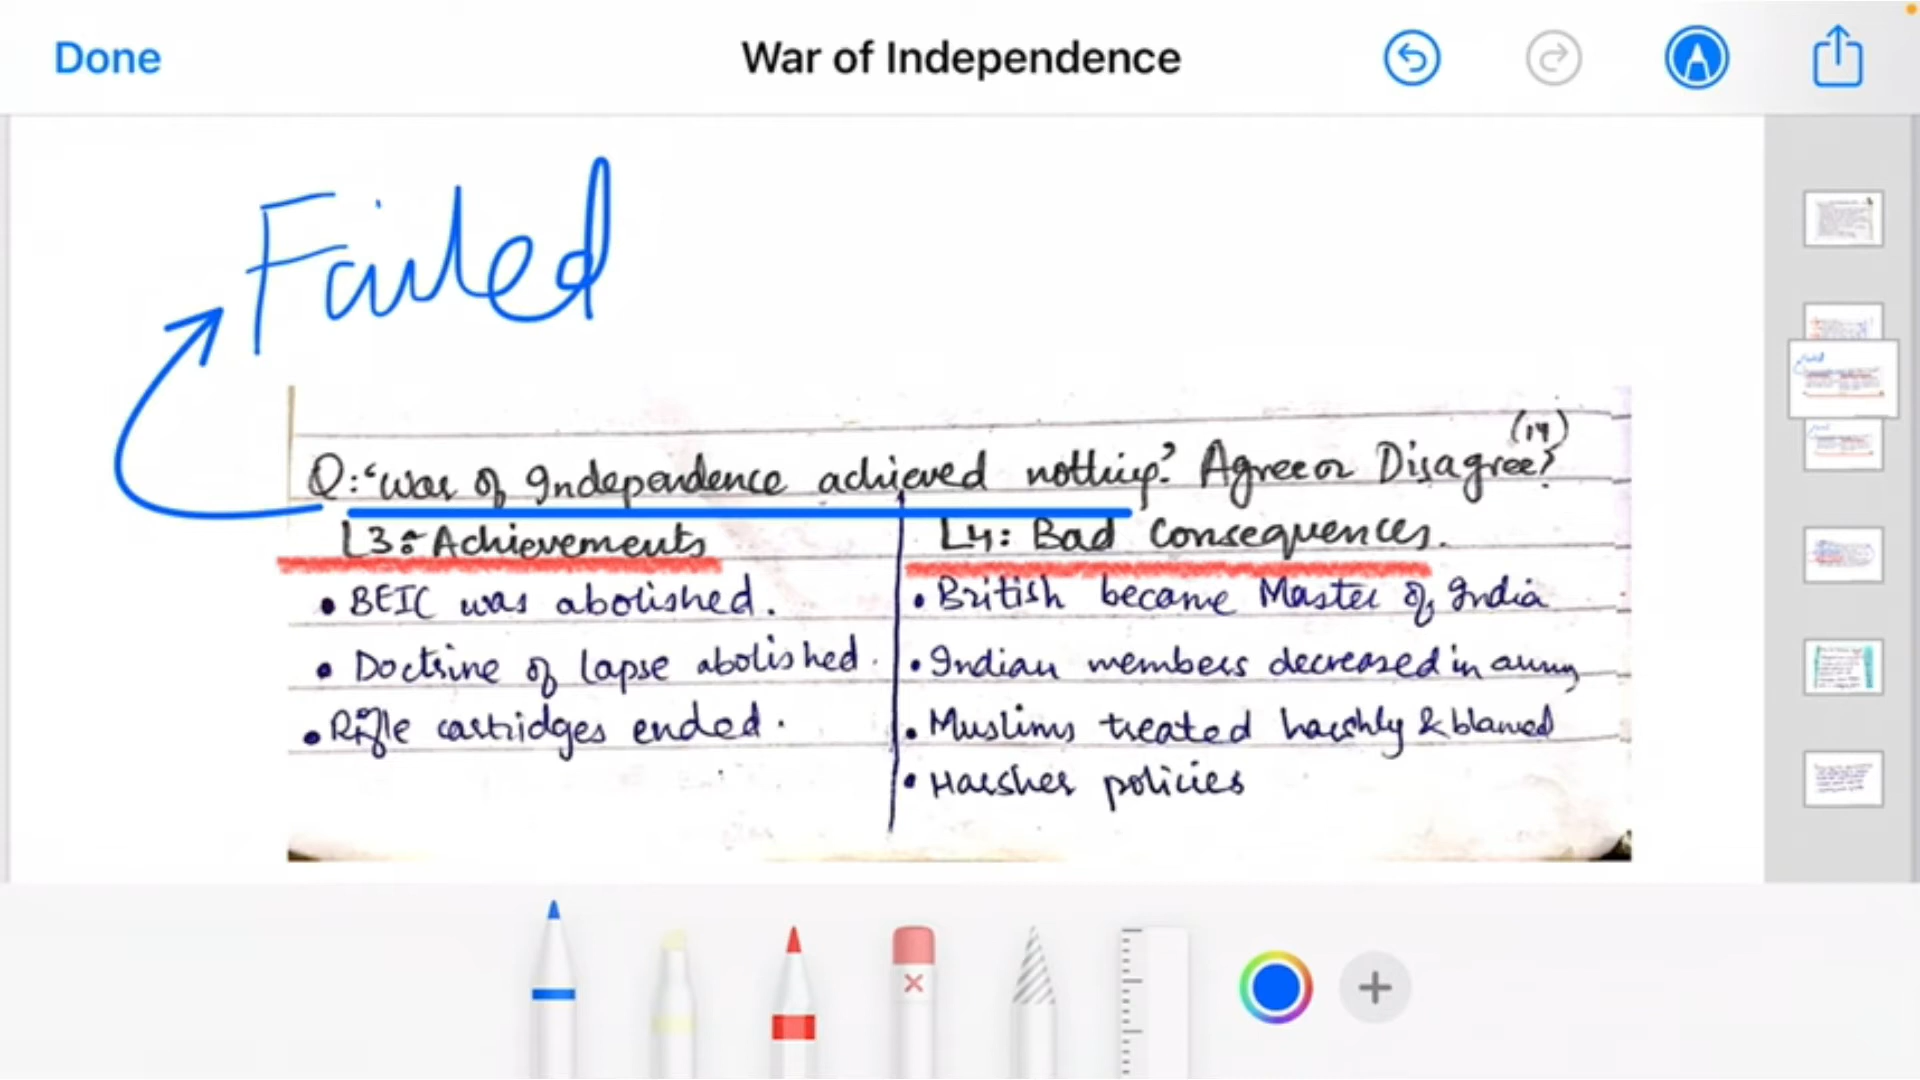 Done
War of Independence
Failed
(14)
Q: 'War of Independence achieved nothing.' Agree or Disagree?
L3: Achievements
• BEIC was abolished.
• Doctrine of lapse abolished.
• Rifle cartridges ended.
L4: Bad Consequences.
• British became Master of India
• Indian members decreased in army
• Muslims treated harshly & blamed
• Harsher policies